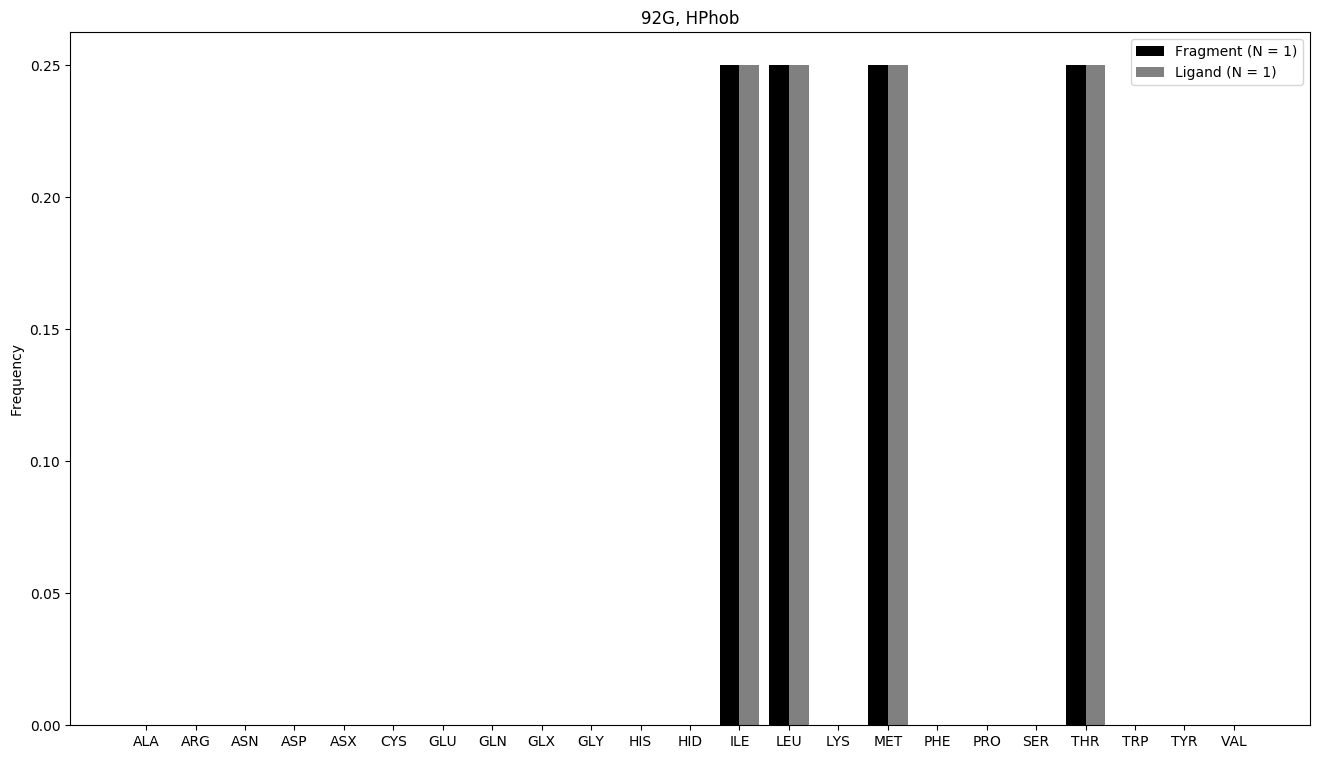 92G, HPhob
Fragment (N = 1)
Ligand (N = 1)
0.25
0.20
0.15
0.10
0.05
0.00
Frequency
ALA ARG ASN ASP ASX CYS GLU GLN GLX GLY HIS HID ILE LEU LYS MET PHE PRO SER THR TRP TYR VAL